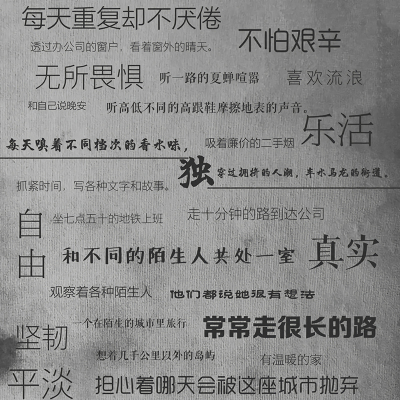 每天重复却不厌倦
透过办公司的窗户，看着窗外的晴天。
不怕艰辛
无所畏惧
听一路的夏蝉喧嚣
喜欢流浪
和自己说晚安
听高低不同的高跟鞋摩擦地表的声音。
乐活
每天嗅着不同档次的香水味，
吸着廉价的二手烟
独
穿过拥挤的人潮，车水马龙的街道，
抓紧时间，写各种文字和故事。
自由
坐七点五十的地铁上班
走十分钟的路到达公司
和不同的陌生人共处一室
真实
观察着各种陌生人
他们都说她没有想法
坚韧
一个在陌生的城市里旅行
常常走很长的路
想着几千公里以外的岛屿
有温暖的家
平淡
担心着哪天会被这座城市抛弃